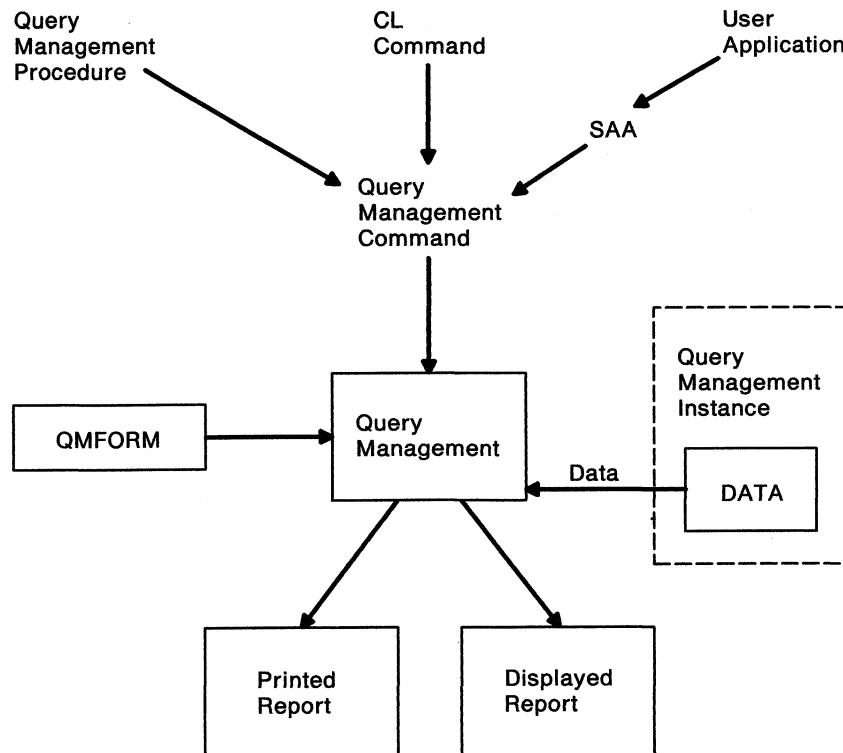 Query
Management
Procedure
CL
Command
User
Application
SAA
Query
Management
Command
Query
Management
Instance
QMFORM
Query
Management
Data
DATA
Printed
Report
Displayed
Report